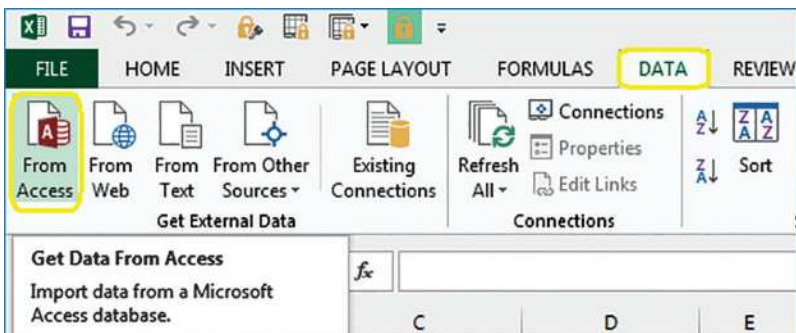 FILE HOME INSERT PAGE LAYOUT FORMULAS DATA REVIEW
From Access From Web From Text From Other Sources Existing Connections Refresh All Connections Properties Edit Links Sort
Get External Data Connections
Get Data From Access
Import data from a Microsoft
Access database.
fx
C D E